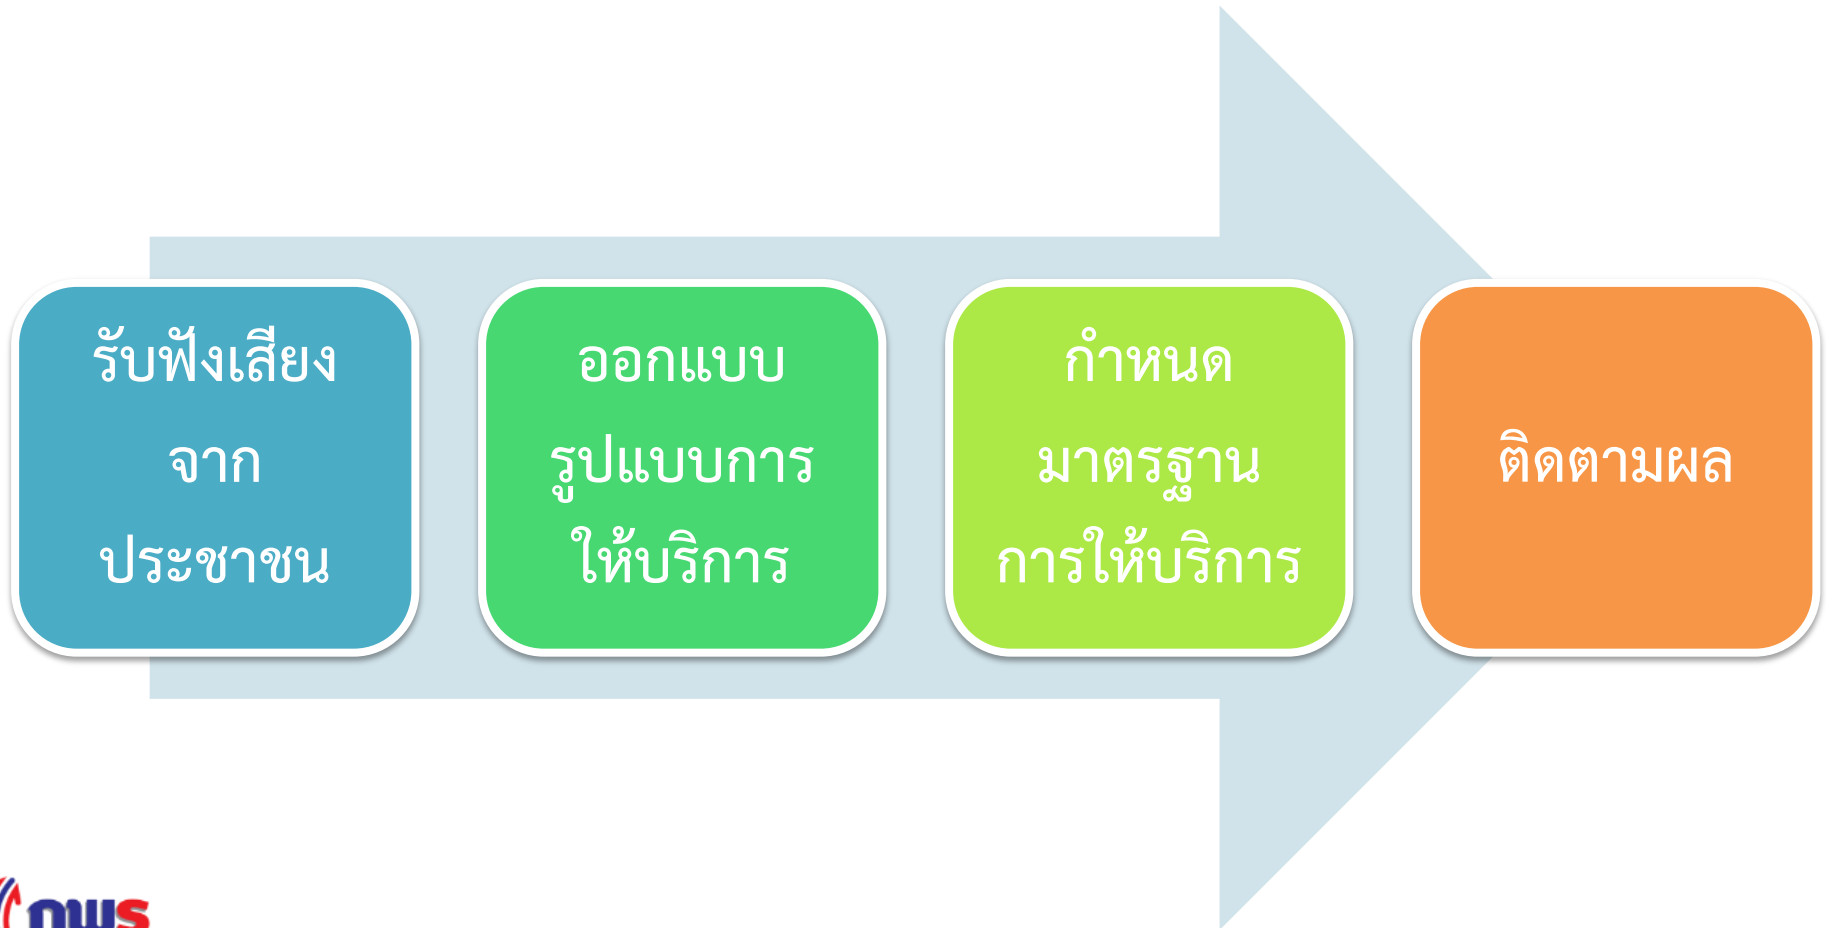 รับฟังเสียง
จาก
ประชาชน
ออกแบบ
รูปแบบการ
ให้บริการ
กำหนด
มาตรฐาน
การให้บริการ
ติดตามผล
กพร